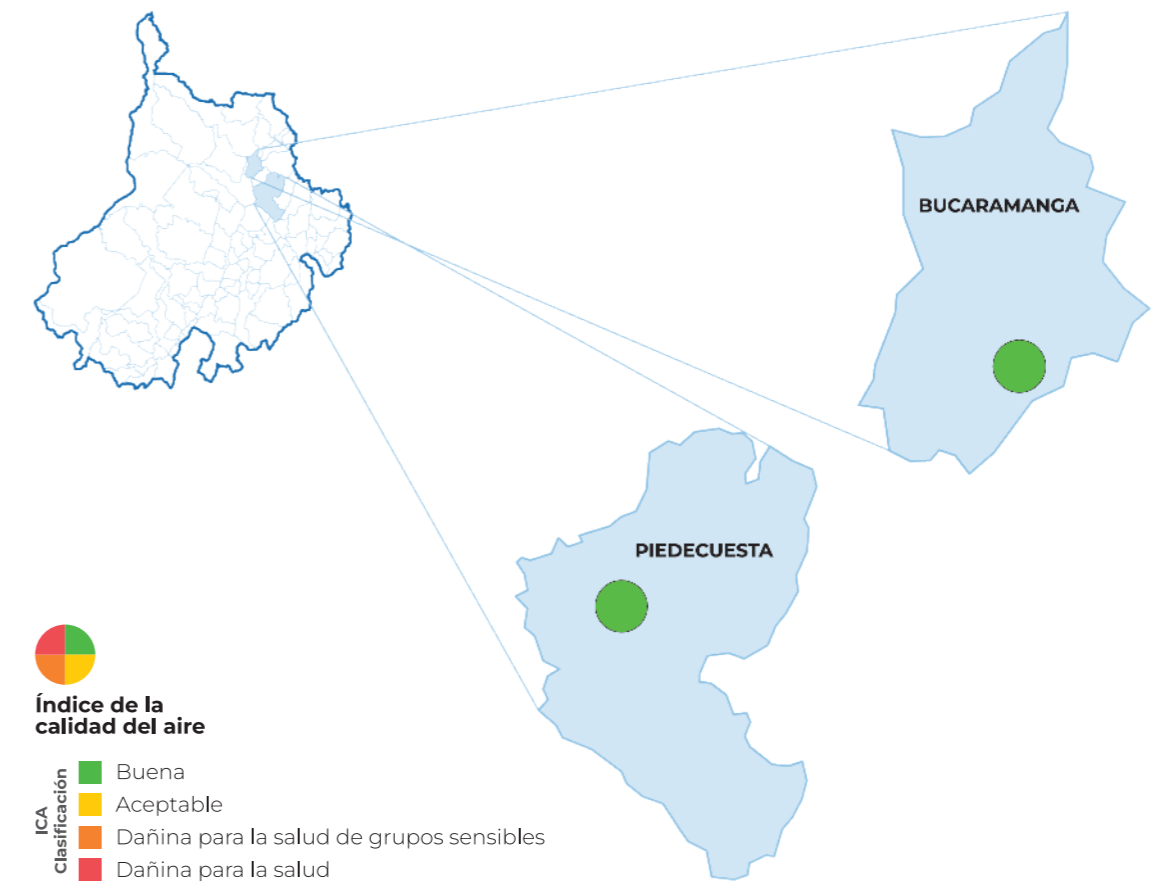 BUCARAMANGA
PIEDECUESTA
Índice de la
calidad del aire
ICA
Clasificación
Buena
Aceptable
Dañina para la salud de grupos sensibles
Dañina para la salud